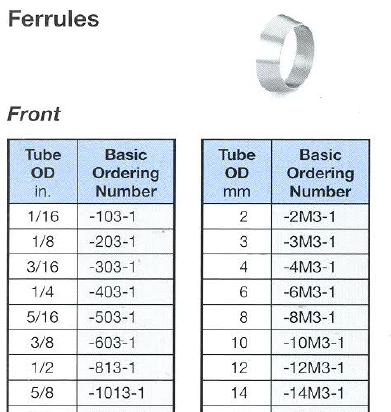 Ferrules
Front
Tube OD in. Basic Ordering Number
1/16 -103-1
1/8 -203-1
3/16 -303-1
1/4 -403-1
5/16 -503-1
3/8 -603-1
1/2 -813-1
5/8 -1013-1
Tube OD mm Basic Ordering Number
2 -2M3-1
3 -3M3-1
4 -4M3-1
6 -6M3-1
8 -8M3-1
10 -10M3-1
12 -12M3-1
14 -14M3-1